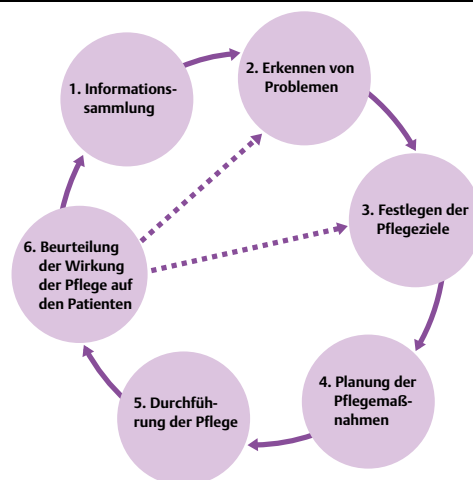 1. Informations-
sammlung
2. Erkennen von
Problemen
3. Festlegen der
Pflegeziele
4. Planung der
Pflegemaß-
nahmen
5. Durchfüh-
rung der Pflege
6. Beurteilung
der Wirkung
der Pflege auf
den Patienten